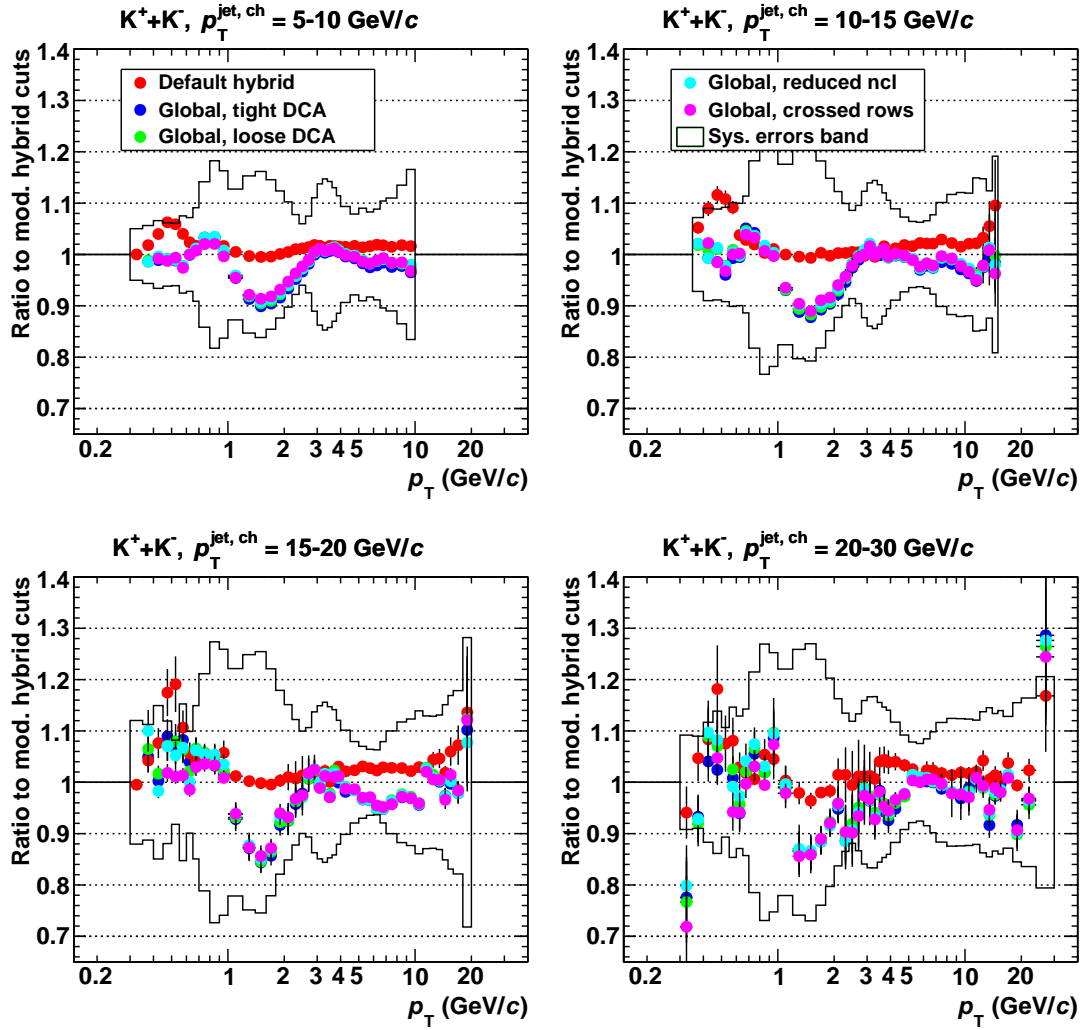 K⁺+K⁻, p_T^jet, ch = 5-10 GeV/c
Ratio to mod. hybrid cuts
1.4
1.3
1.2
1.1
1
0.9
0.8
0.7
Default hybrid
Global, tight DCA
Global, loose DCA
0.2 1 2 3 4 5 10 20
p_T (GeV/c)
K⁺+K⁻, p_T^jet, ch = 10-15 GeV/c
Ratio to mod. hybrid cuts
1.4
1.3
1.2
1.1
1
0.9
0.8
0.7
Global, reduced ncl
Global, crossed rows
Sys. errors band
0.2 1 2 3 4 5 10 20
p_T (GeV/c)
K⁺+K⁻, p_T^jet, ch = 15-20 GeV/c
Ratio to mod. hybrid cuts
1.4
1.3
1.2
1.1
1
0.9
0.8
0.7
0.2 1 2 3 4 5 10 20
p_T (GeV/c)
K⁺+K⁻, p_T^jet, ch = 20-30 GeV/c
Ratio to mod. hybrid cuts
1.4
1.3
1.2
1.1
1
0.9
0.8
0.7
0.2 1 2 3 4 5 10 20
p_T (GeV/c)